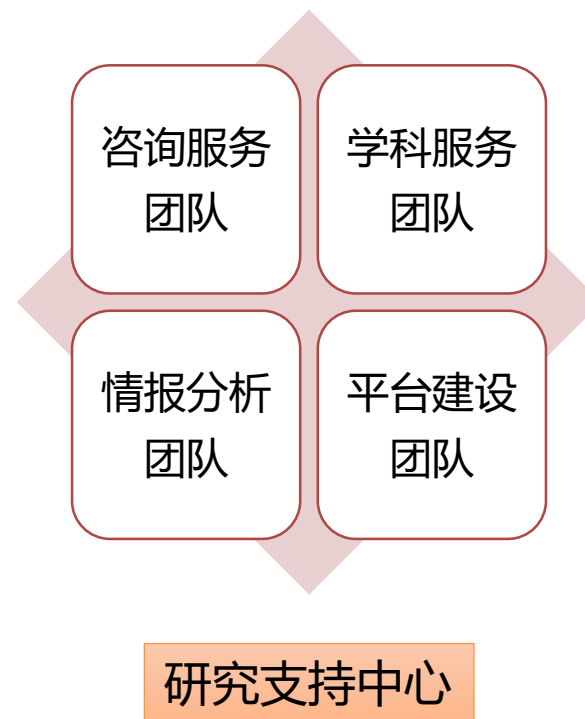 咨询服务
团队
学科服务
团队
情报分析
团队
平台建设
团队
研究支持中心